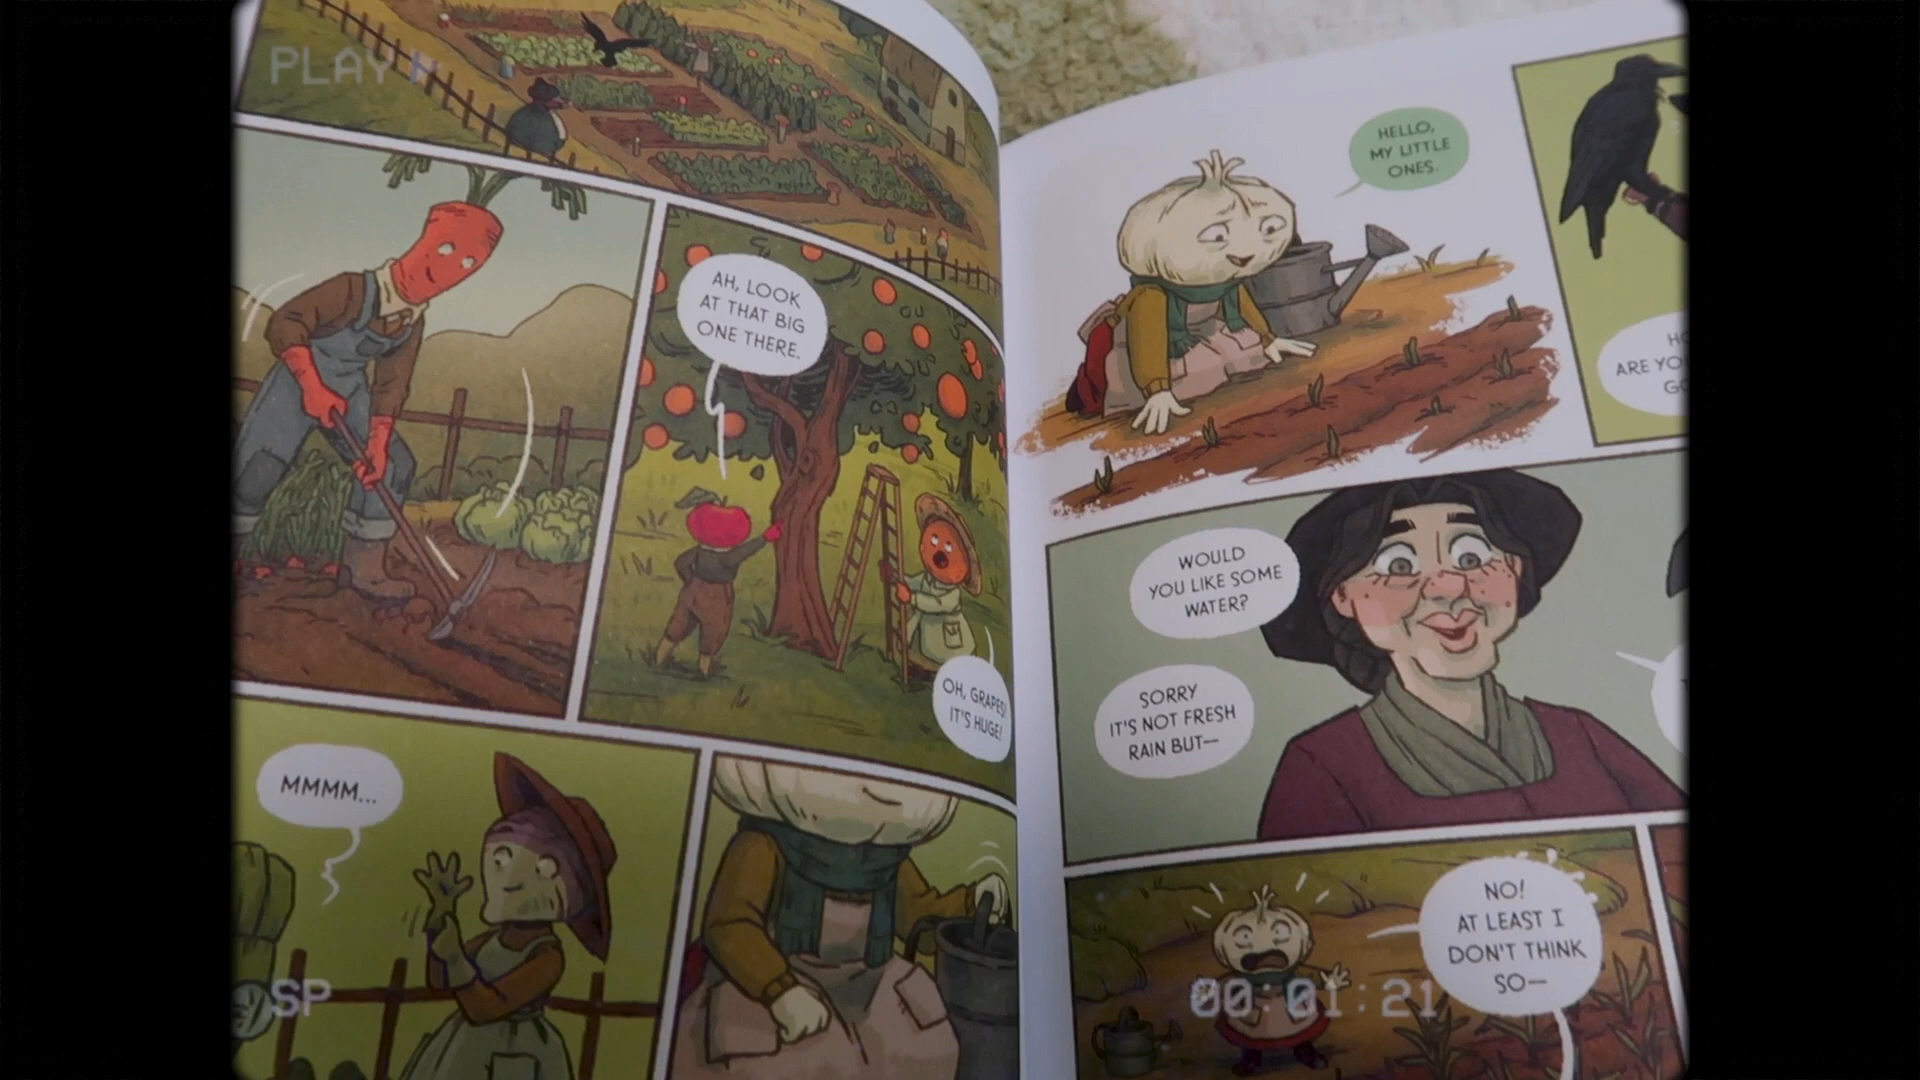 PLAY
AH, LOOK
AT THAT BIG
ONE THERE.
OH, GRAPES!
IT'S HUGE!
MMMM...
HELLO,
MY LITTLE
ONES.
ARE
WOULD
YOU LIKE SOME
WATER?
SORRY
IT'S NOT FRESH
RAIN BUT—
NO!
AT LEAST I
DON'T THINK
SO—
SP
00:01:21